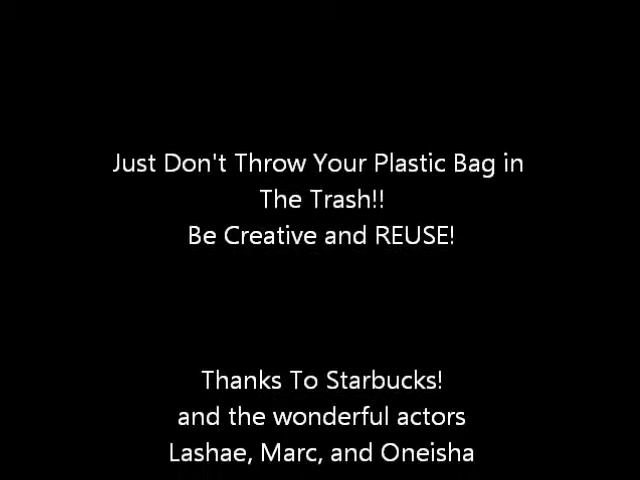 Just Don't Throw Your Plastic Bag in
The Trash!!
Be Creative and REUSE!
Thanks To Starbucks!
and the wonderful actors
Lashae, Marc, and Oneisha